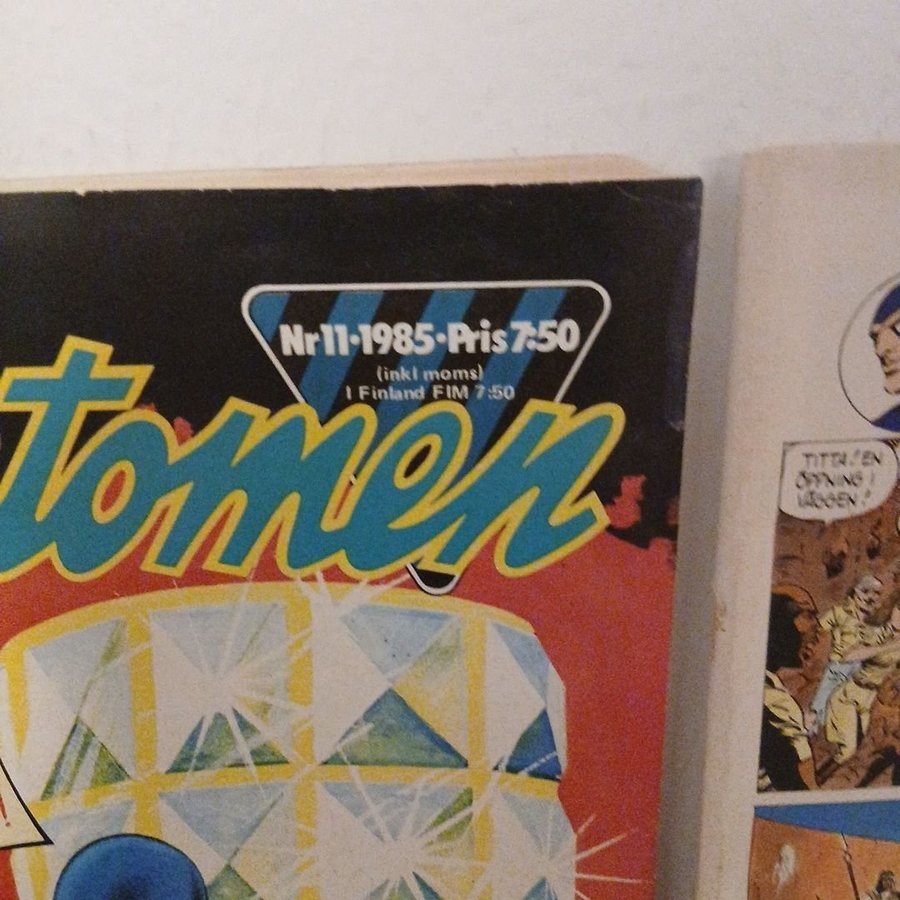 Nr 11·1985·Pris 7:50
(inkl moms)
I Finland FIM 7:50
tomen
TITTA! EN
ÖPPNING I
VÄGGEN!
!